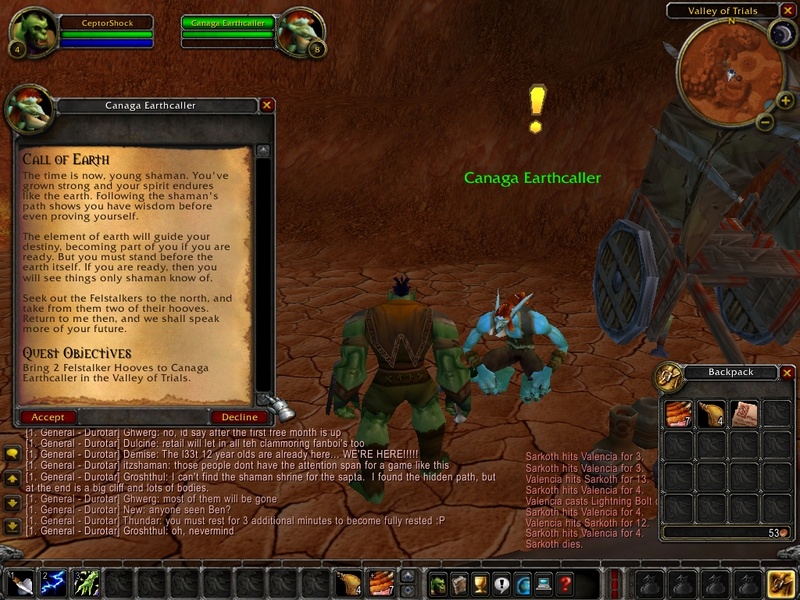 CeptorShock
4
Canaga Earthcaller
8
Valley of Trials
N
Canaga Earthcaller
Call of Earth
The time is now, young shaman. You've
grown strong and your spirit endures
like the earth. Following the shaman's
path shows you have wisdom before
even proving yourself.
The element of earth will guide your
destiny, becoming part of you if you are
ready. But you must stand before the
earth itself. If you are ready, then you
will see things only shaman know of.
Seek out the Felstalkers to the north, and
take from them two of their hooves.
Return to me then, and we shall speak
more of your future.
Quest Objectives
Bring 2 Felstalker Hooves to Canaga
Earthcaller in the Valley of Trials.
Accept
Decline
Canaga Earthcaller
Backpack
7
4
53
[1. General - Durotar] Ghwerg: no, id say after the first free month is up
[1. General - Durotar] Dulcine: retail will let in all teh clammoring fanboi's too
[1. General - Durotar] Demise: The l33t 12 year olds are already here... WE'RE HERE!!!!!
[1. General - Durotar] itzshaman: those people dont have the attention span for a game like this
[1. General - Durotar] Groshthul: I can't find the shaman shrine for the sapta. I found the hidden path, but
at the end is a big cliff and lots of bodies.
[1. General - Durotar] Ghwerg: most of them will be gone
[1. General - Durotar] New: anyone seen Ben?
[1. General - Durotar] Thundar: you must rest for 3 additional minutes to become fully rested :P
[1. General - Durotar] Groshthul: oh, nevermind
Sarkoth hits Valencia for 3.
Sarkoth hits Valencia for 3.
Valencia hits Sarkoth for 13.
Sarkoth hits Valencia for 4.
Valencia casts Lightning Bolt
Sarkoth hits Valencia for 4.
Valencia hits Sarkoth for 12.
Sarkoth hits Valencia for 4.
Sarkoth dies.
2
3
4
7